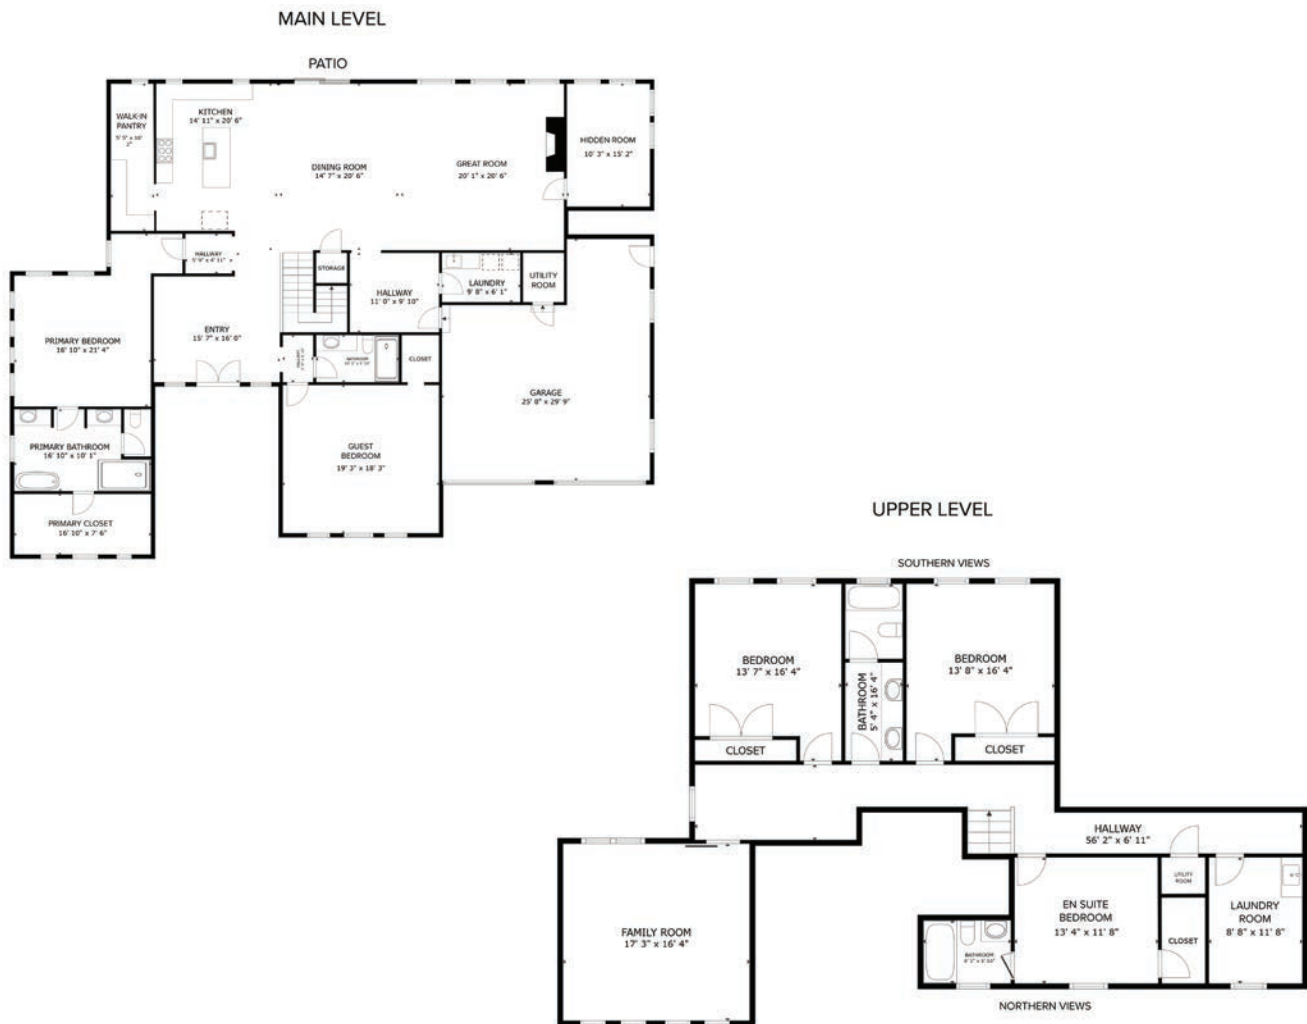 MAIN LEVEL
PATIO
WALK-IN
PANTRY
KITCHEN
14' 11" x 20' 6"
DINING ROOM
14' 7" x 20' 6"
GREAT ROOM
20' 1" x 20' 6"
HIDDEN ROOM
10' 3" x 15' 2"
HALLWAY
5' 9" x 4' 11"
STORAGE
HALLWAY
11' 0" x 9' 10"
LAUNDRY
9' 8" x 6' 1"
UTILITY
ROOM
PRIMARY BEDROOM
16' 10" x 21' 4"
ENTRY
15' 7" x 16' 0"
BATHROOM
CLOSET
GARAGE
25' 8" x 29' 9"
PRIMARY BATHROOM
16' 10" x 10' 1"
GUEST
BEDROOM
19' 3" x 18' 3"
PRIMARY CLOSET
16' 10" x 7' 6"
UPPER LEVEL
SOUTHERN VIEWS
BEDROOM
13' 7" x 16' 4"
BATHROOM
5' 4" x 16' 4"
BEDROOM
13' 8" x 16' 4"
CLOSET
CLOSET
HALLWAY
56' 2" x 6' 11"
FAMILY ROOM
17' 3" x 16' 4"
BATHROOM
EN SUITE
BEDROOM
13' 4" x 11' 8"
UTILITY
ROOM
CLOSET
LAUNDRY
ROOM
8' 8" x 11' 8"
NORTHERN VIEWS